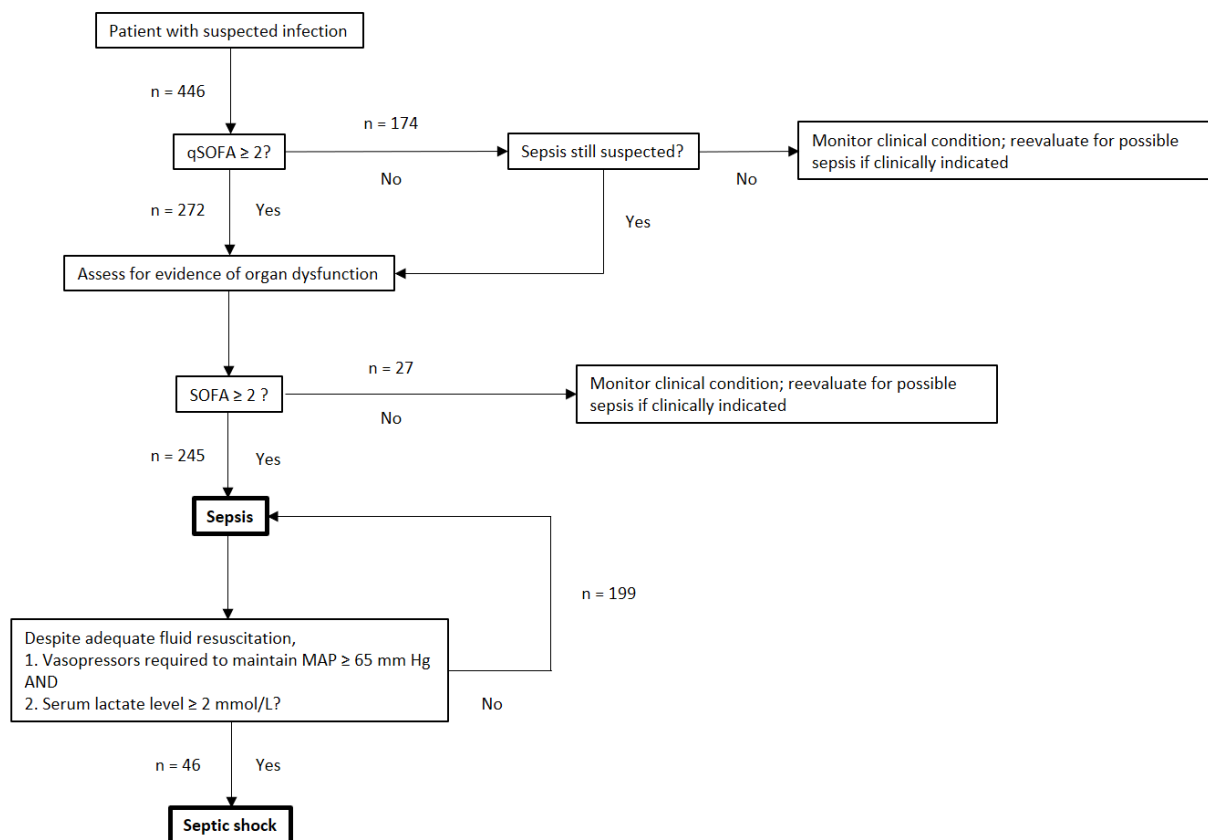 Patient with suspected infection
n = 446
n = 174
qSOFA ≥ 2?
Sepsis still suspected?
Monitor clinical condition; reevaluate for possible
sepsis if clinically indicated
No
No
n = 272
Yes
Yes
Assess for evidence of organ dysfunction
n = 27
SOFA ≥ 2 ?
Monitor clinical condition; reevaluate for possible
sepsis if clinically indicated
No
n = 245
Yes
Sepsis
n = 199
Despite adequate fluid resuscitation,
1. Vasopressors required to maintain MAP ≥ 65 mm Hg
AND
2. Serum lactate level ≥ 2 mmol/L?
No
n = 46
Yes
Septic shock